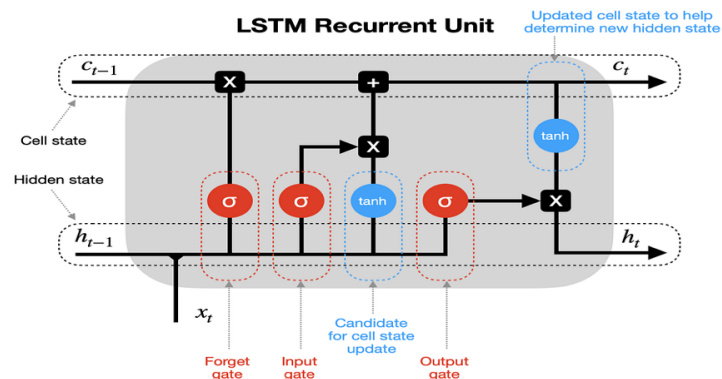 LSTM Recurrent Unit
Updated cell state to help
determine new hidden state
c_{t-1}
X
+
c_t
Cell state
X
tanh
Hidden state
σ
σ
tanh
σ
X
h_{t-1}
h_t
x_t
Forget
gate
Input
gate
Candidate
for cell state
update
Output
gate